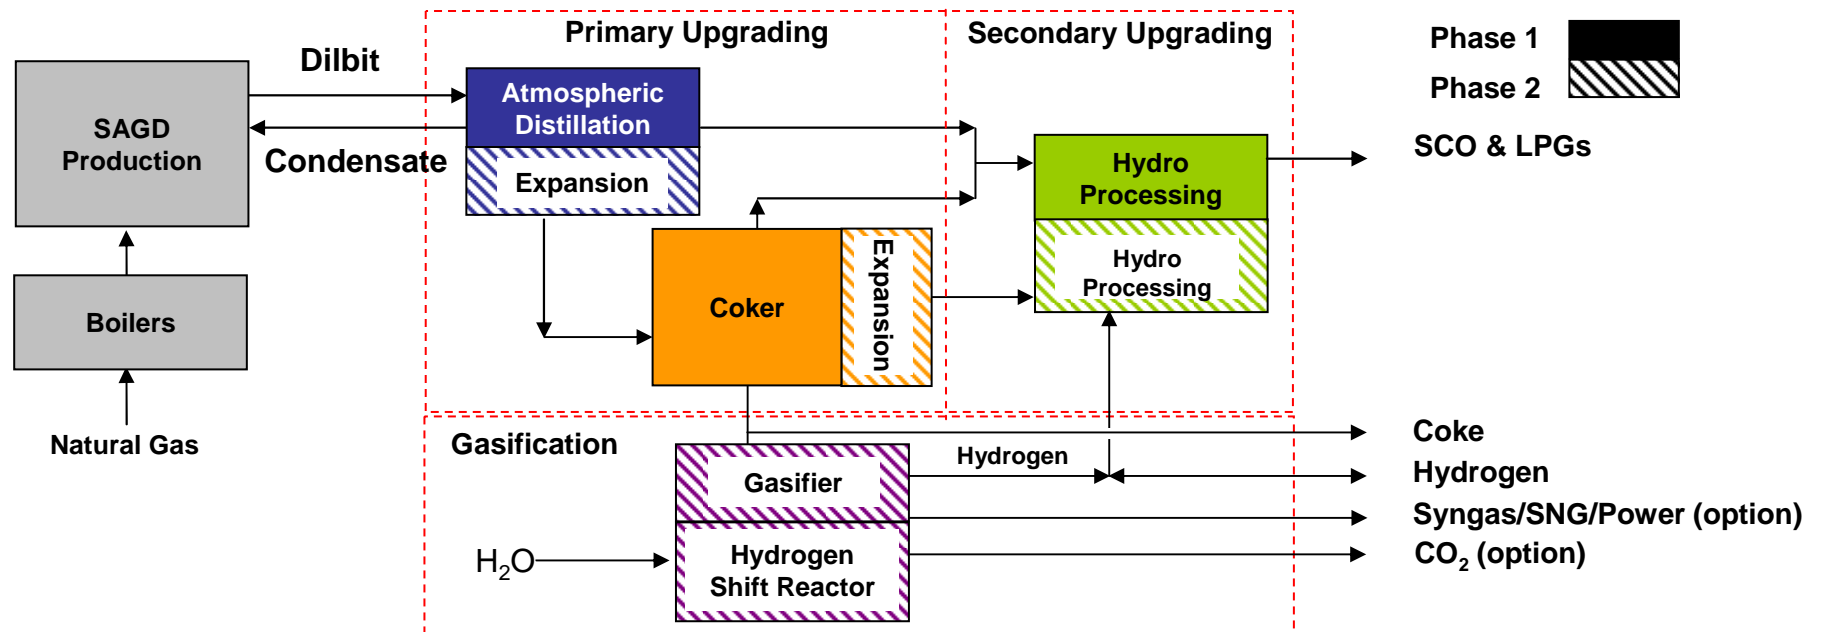 Primary Upgrading
Secondary Upgrading
Phase 1
Phase 2
Dilbit
Condensate
SAGD
Production
Atmospheric
Distillation
Expansion
Hydro
Processing
Hydro
Processing
SCO & LPGs
Boilers
Coker
Expansion
Natural Gas
Gasification
Gasifier
Hydrogen
Coke
Hydrogen
Syngas/SNG/Power (option)
CO₂ (option)
H₂O
Hydrogen
Shift Reactor